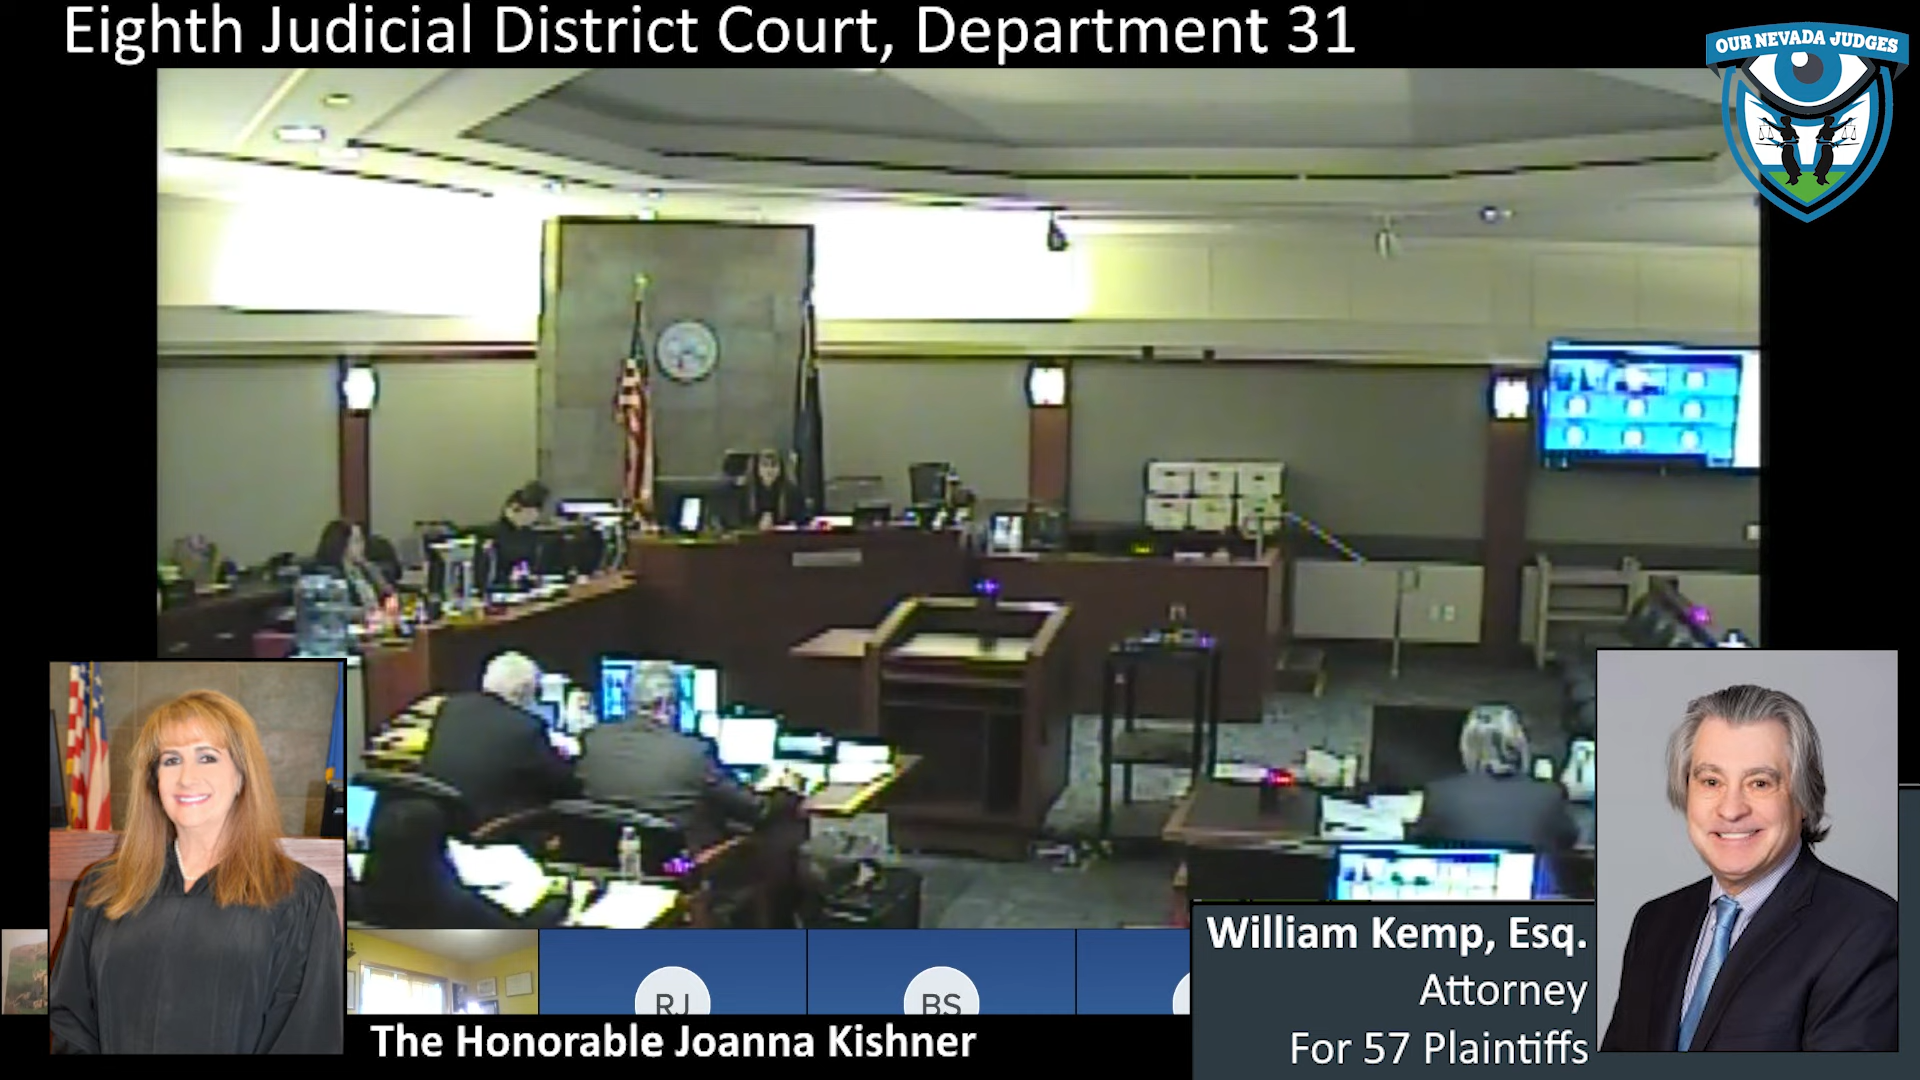 Eighth Judicial District Court, Department 31
OUR NEVADA JUDGES
RJ
BS
The Honorable Joanna Kishner
William Kemp, Esq.
Attorney
For 57 Plaintiffs